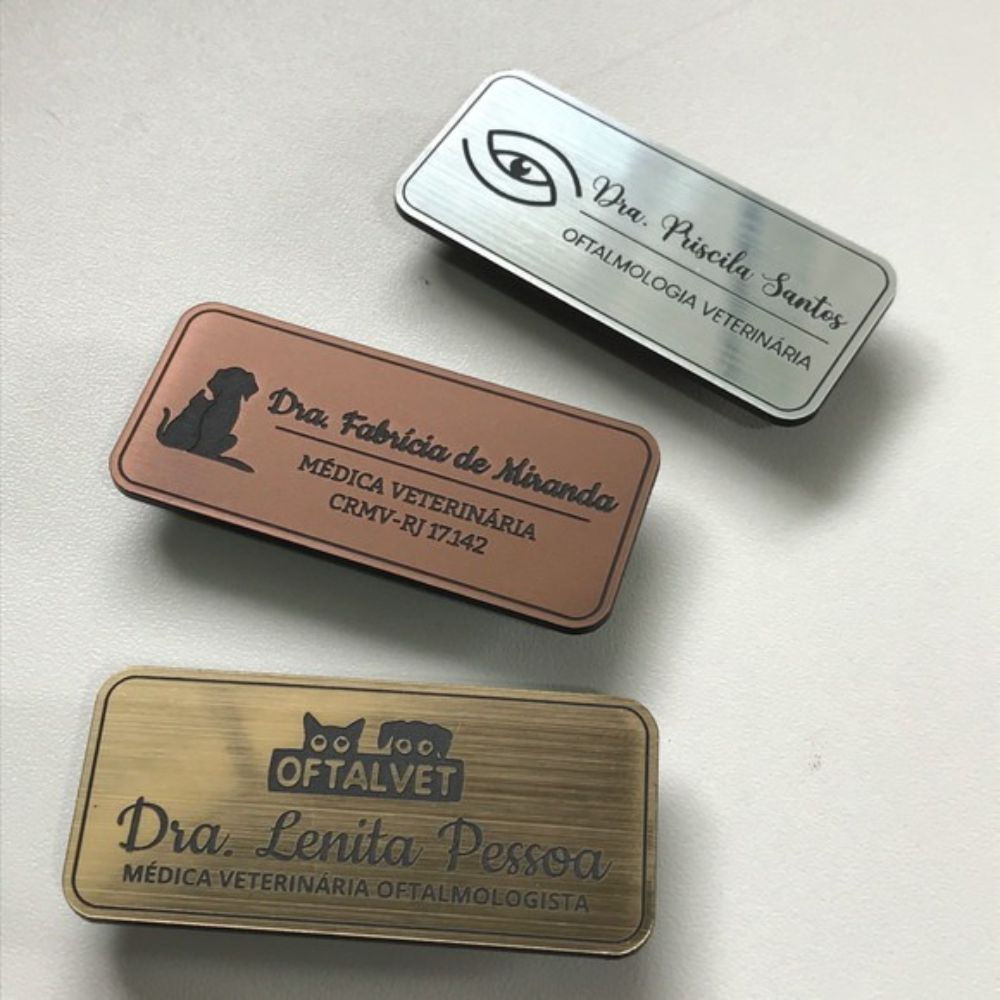 Dra. Priscila Santos
OFTALMOLOGIA VETERINÁRIA
Dra. Fabrícia de Miranda
MÉDICA VETERINÁRIA
CRMV-RJ 17.142
OFTALVET
Dra. Lenita Pessoa
MÉDICA VETERINÁRIA OFTALMOLOGISTA